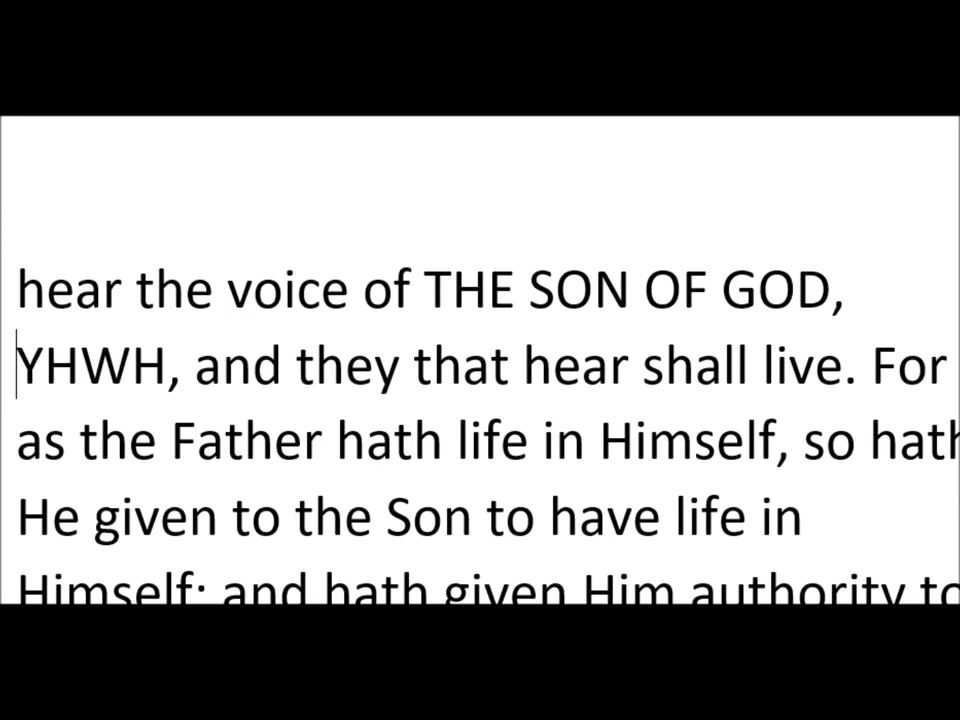 hear the voice of THE SON OF GOD,
YHWH, and they that hear shall live. For
as the Father hath life in Himself, so hath
He given to the Son to have life in
Himself; and hath given Him authority to